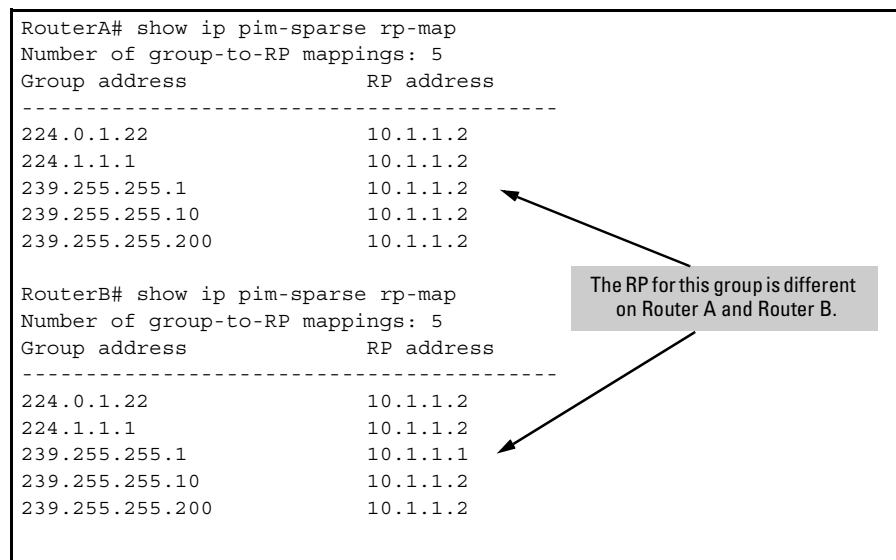 RouterA# show ip pim-sparse rp-map
Number of group-to-RP mappings: 5
Group address RP address
-------------------------------------------
224.0.1.22 10.1.1.2
224.1.1.1 10.1.1.2
239.255.255.1 10.1.1.2
239.255.255.10 10.1.1.2
239.255.255.200 10.1.1.2
The RP for this group is different
on Router A and Router B.
RouterB# show ip pim-sparse rp-map
Number of group-to-RP mappings: 5
Group address RP address
-------------------------------------------
224.0.1.22 10.1.1.2
224.1.1.1 10.1.1.2
239.255.255.1 10.1.1.1
239.255.255.10 10.1.1.2
239.255.255.200 10.1.1.2